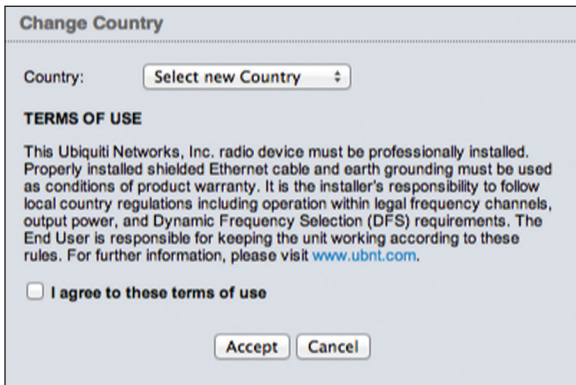 Change Country
Country: Select new Country
TERMS OF USE
This Ubiquiti Networks, Inc. radio device must be professionally installed.
Properly installed shielded Ethernet cable and earth grounding must be used
as conditions of product warranty. It is the installer's responsibility to follow
local country regulations including operation within legal frequency channels,
output power, and Dynamic Frequency Selection (DFS) requirements. The
End User is responsible for keeping the unit working according to these
rules. For further information, please visit www.ubnt.com.
I agree to these terms of use
Accept Cancel